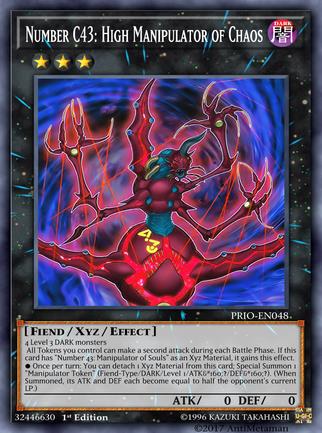 NUMBER C43: HIGH MANIPULATOR OF CHAOS
DARK
闇
43
PRIO-EN048
[FIEND / XYZ / EFFECT]
4 Level 3 DARK monsters
All Tokens you control can make a second attack during each Battle Phase. If this
card has "Number 43: Manipulator of Souls" as an Xyz Material, it gains this effect.
● Once per turn: You can detach 1 Xyz Material from this card; Special Summon 1
"Manipulator Token" (Fiend-Type/DARK/Level 1/ATK&#160;?/DEF&#160;?). (When
Summoned, its ATK and DEF each become equal to half the opponent's current
LP.)
ATK/ 0 DEF/ 0
32446630 1st Edition ©1996 KAZUKI TAKAHASHI
©2017 AntiMetaman